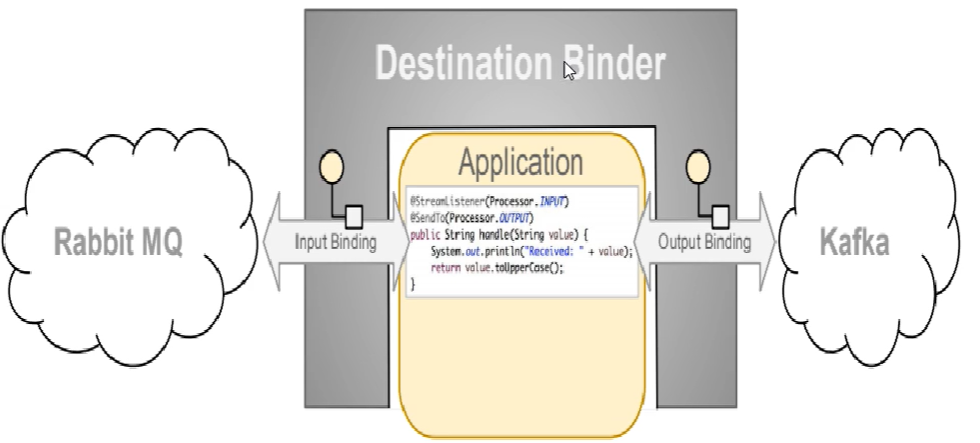 Destination Binder
Application
@StreamListener(Processor.INPUT)
@SendTo(Processor.OUTPUT)
public String handle(String value) {
System.out.println("Received: " + value);
return value.toUpperCase();
}
Rabbit MQ
Input Binding
Output Binding
Kafka